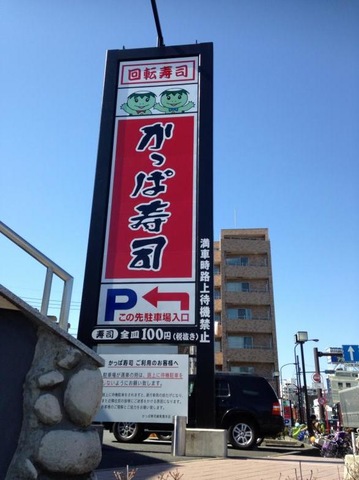 回転寿司
かっぱ寿司
P
この先駐車場入口
寿司 全皿100円(税抜き)
満車時路上待機禁止
かっぱ寿司 ご利用のお客様へ